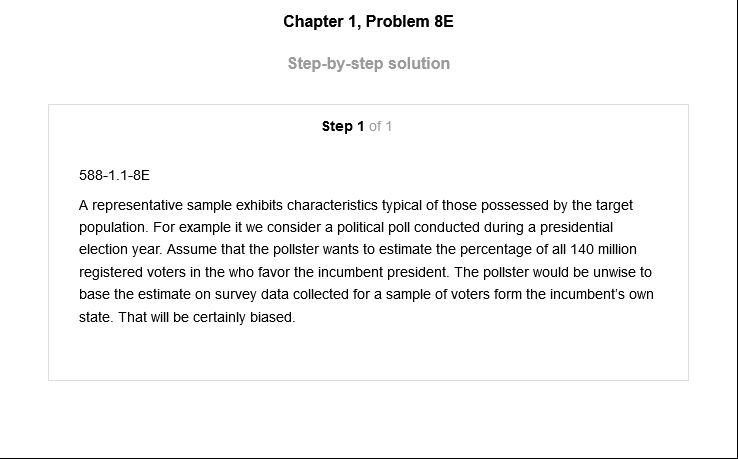 Chapter 1, Problem 8E
Step-by-step solution
Step 1 of 1
588-1.1-8E
A representative sample exhibits characteristics typical of those possessed by the target
population. For example it we consider a political poll conducted during a presidential
election year. Assume that the pollster wants to estimate the percentage of all 140 million
registered voters in the who favor the incumbent president. The pollster would be unwise to
base the estimate on survey data collected for a sample of voters form the incumbent's own
state. That will be certainly biased.